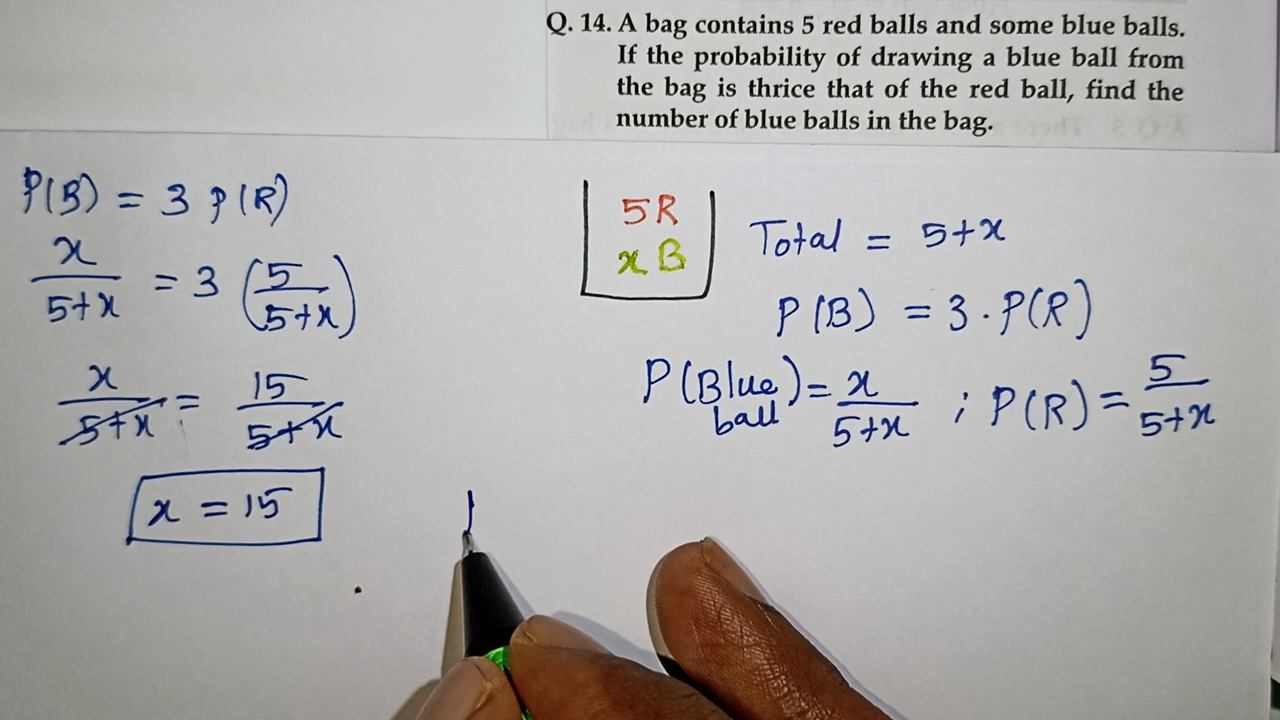 Q. 14. A bag contains 5 red balls and some blue balls.
If the probability of drawing a blue ball from
the bag is thrice that of the red ball, find the
number of blue balls in the bag.
P(B) = 3 P(R)
x/(5+x) = 3 (5/(5+x))
x/(5+x) = 15/(5+x)
x = 15
5R
x B
Total = 5+x
P(B) = 3 . P(R)
P(Blue ball) = x/(5+x) ; P(R) = 5/(5+x)